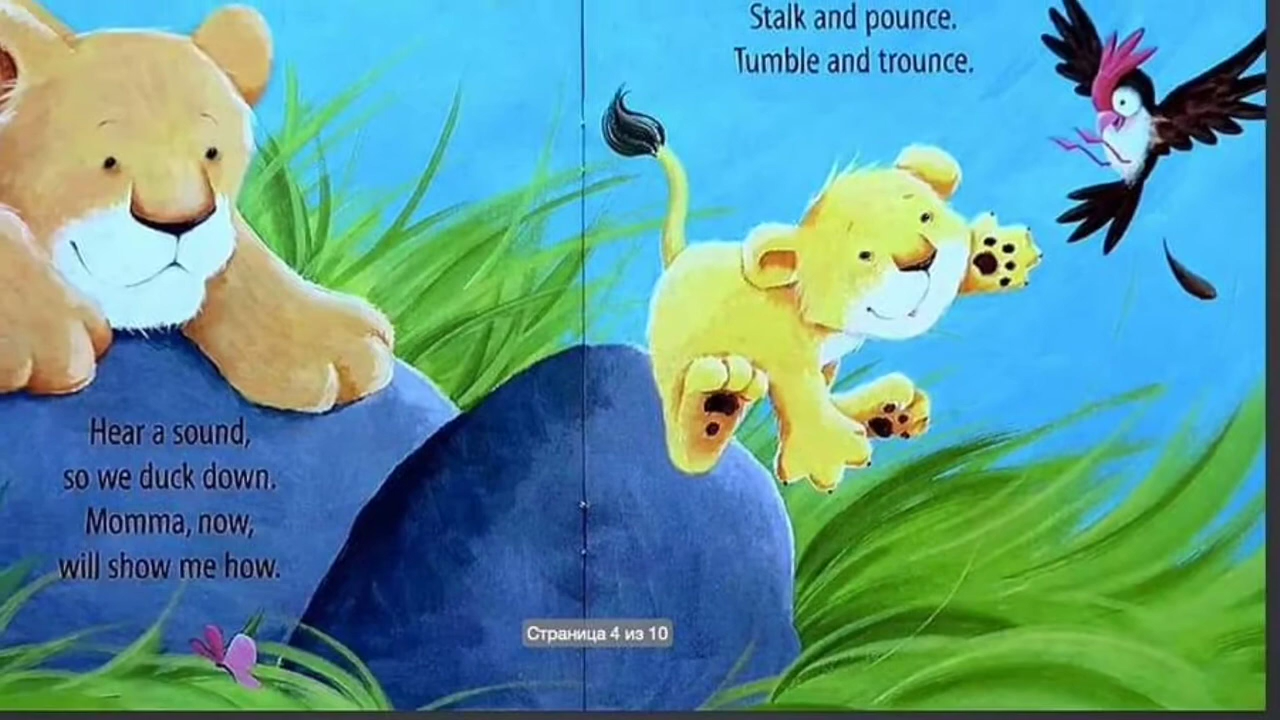 Hear a sound,
so we duck down.
Momma, now,
will show me how.
Stalk and pounce.
Tumble and trounce.
Страница 4 из 10